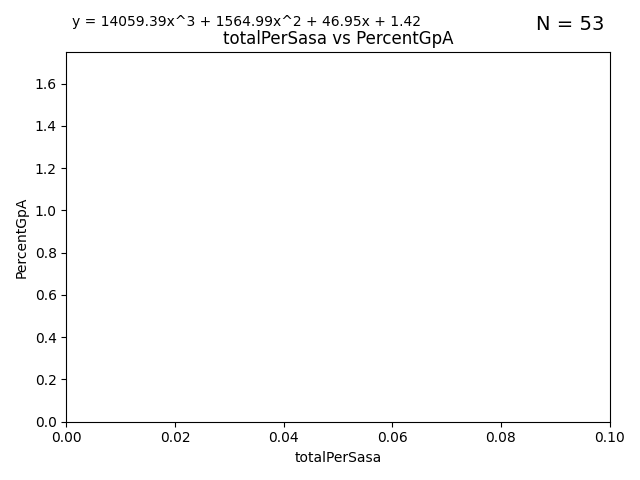 y = 14059.39x^3 + 1564.99x^2 + 46.95x + 1.42
N = 53
totalPerSasa vs PercentGpA
1.6
1.4
1.2
1.0
0.8
0.6
0.4
0.2
0.0
PercentGpA
0.00 0.02 0.04 0.06 0.08 0.10
totalPerSasa